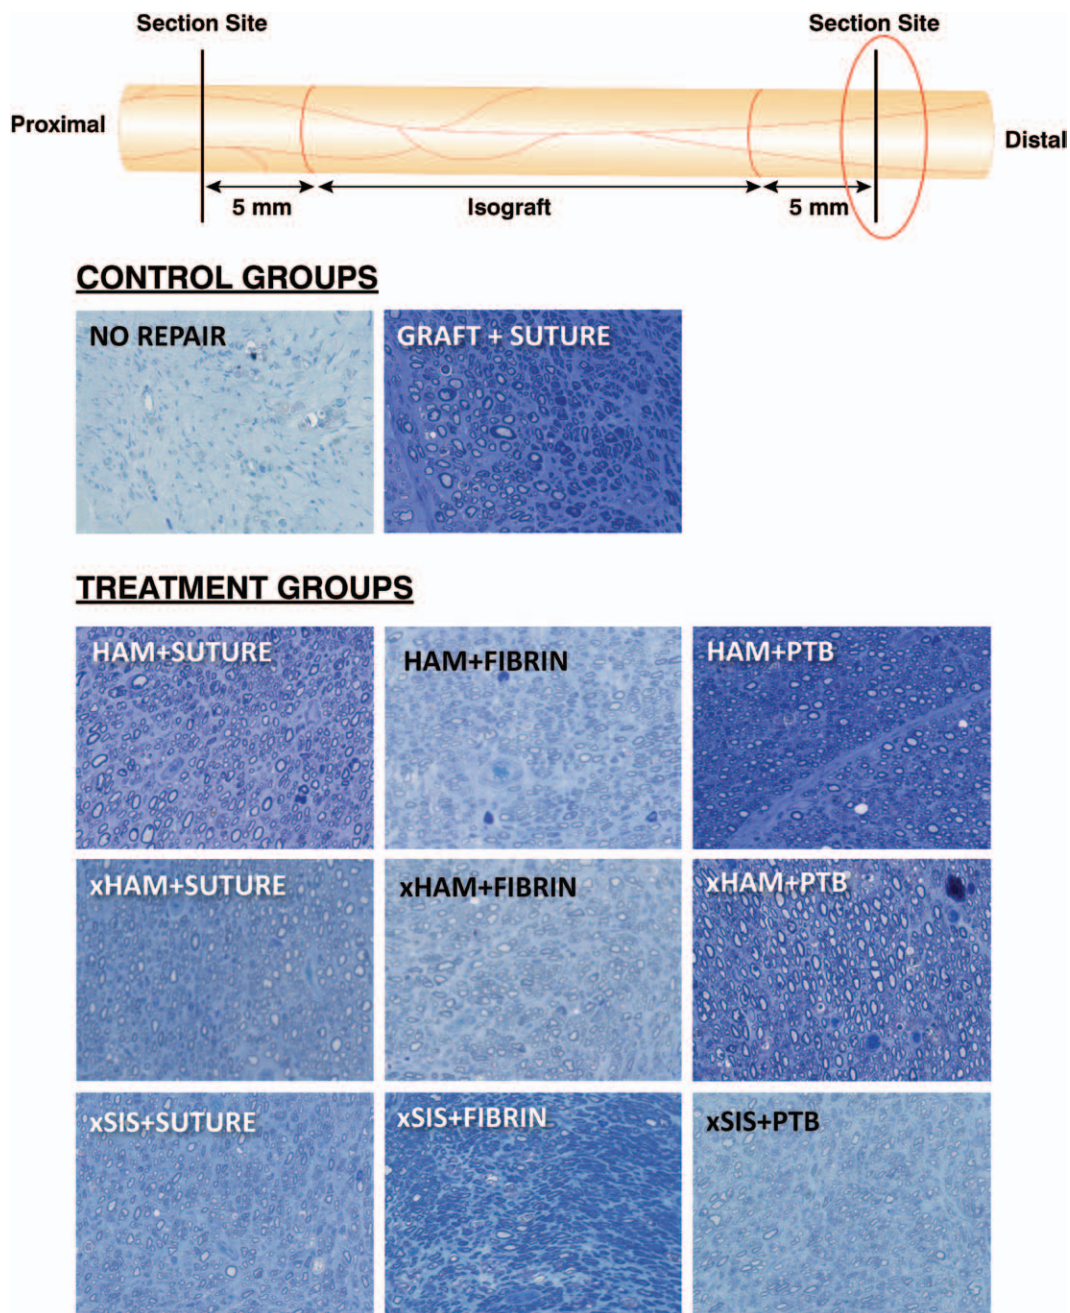 Section Site
Section Site
Proximal
Distal
5 mm
Isograft
5 mm
CONTROL GROUPS
NO REPAIR
GRAFT + SUTURE
TREATMENT GROUPS
HAM+SUTURE
HAM+FIBRIN
HAM+PTB
xHAM+SUTURE
xHAM+FIBRIN
xHAM+PTB
xSIS+SUTURE
xSIS+FIBRIN
xSIS+PTB